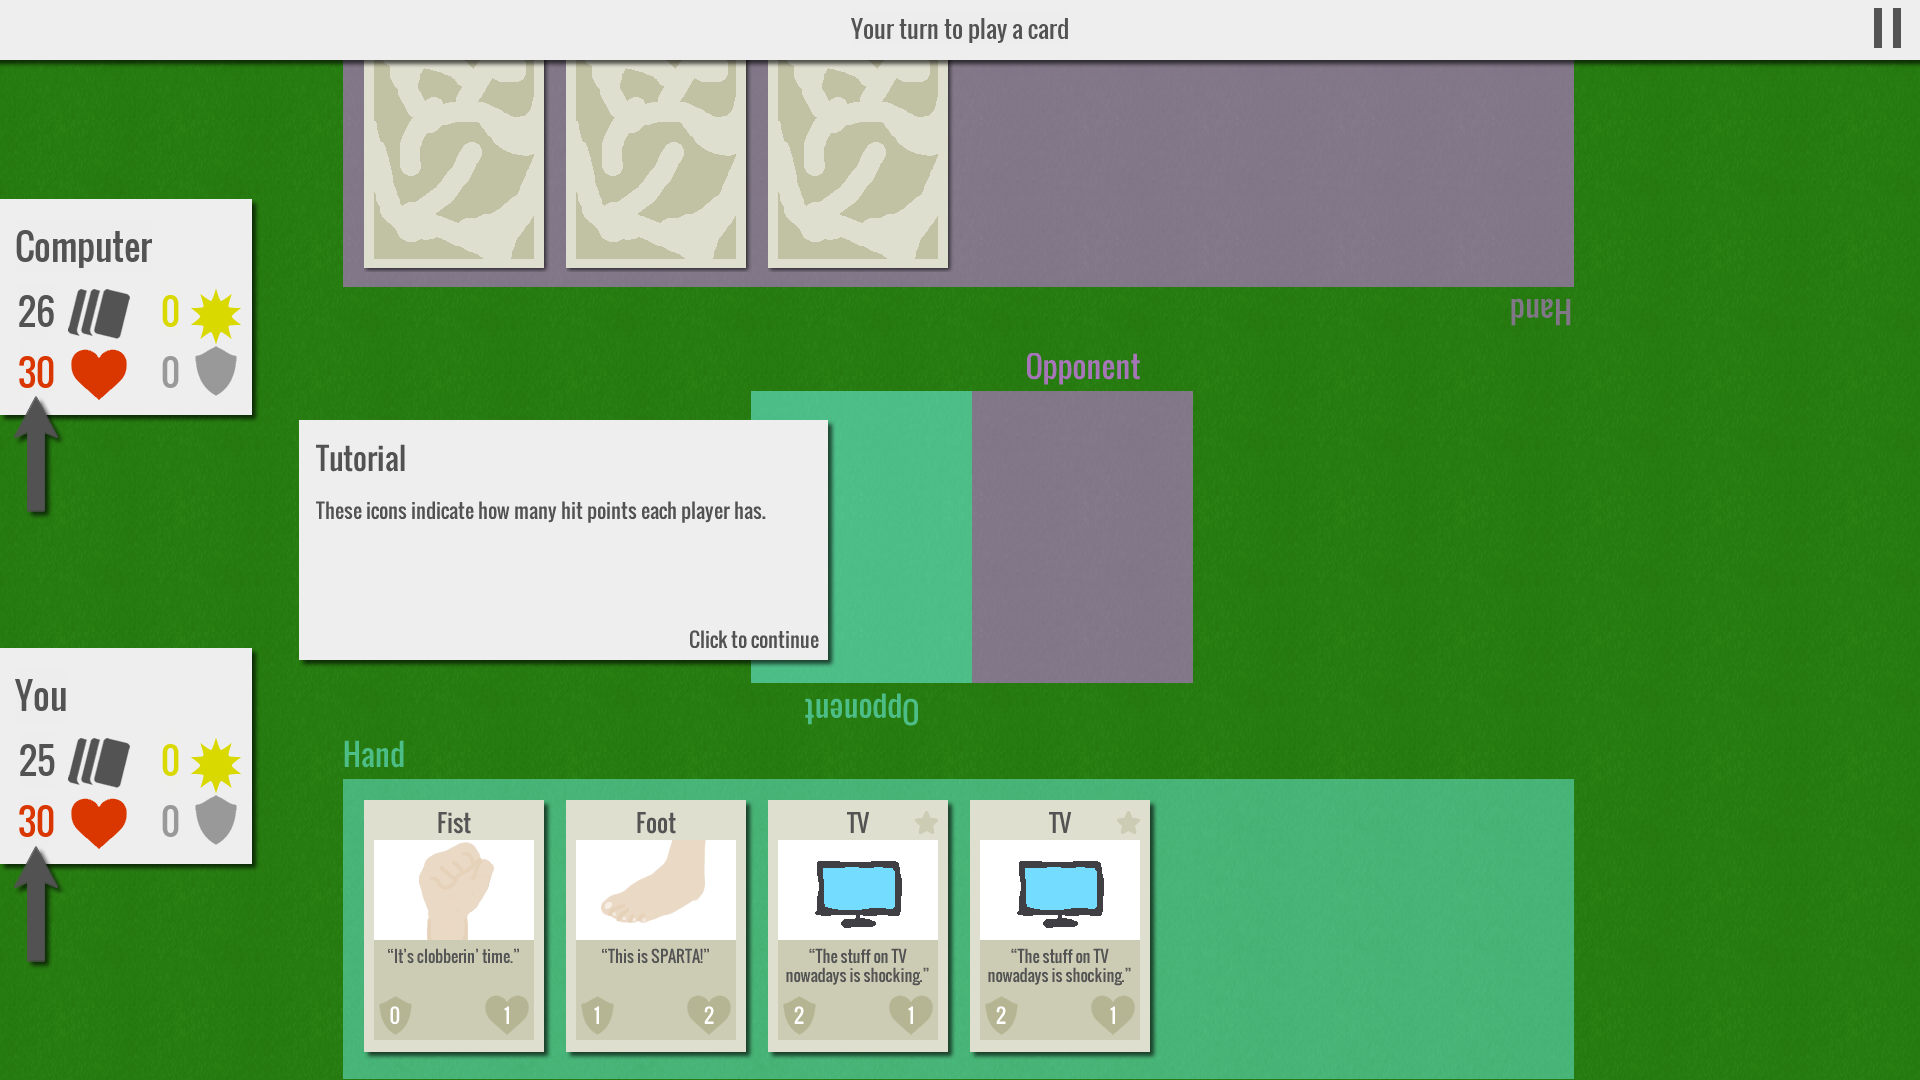 Your turn to play a card
Computer
26 0
30 0
Hand
Opponent
Tutorial
These icons indicate how many hit points each player has.
Click to continue
Opponent
You
25 0
30 0
Hand
Fist
“It's clobberin' time.”
0 1
Foot
“This is SPARTA!”
1 2
TV
“The stuff on TV
nowadays is shocking.”
2 1
TV
“The stuff on TV
nowadays is shocking.”
2 1